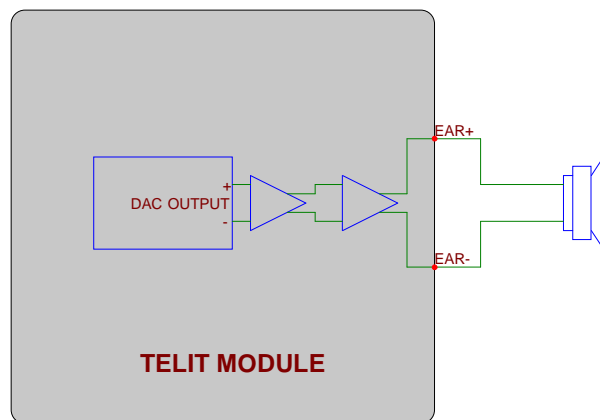 EAR+
+
DAC OUTPUT
-
EAR-
TELIT MODULE